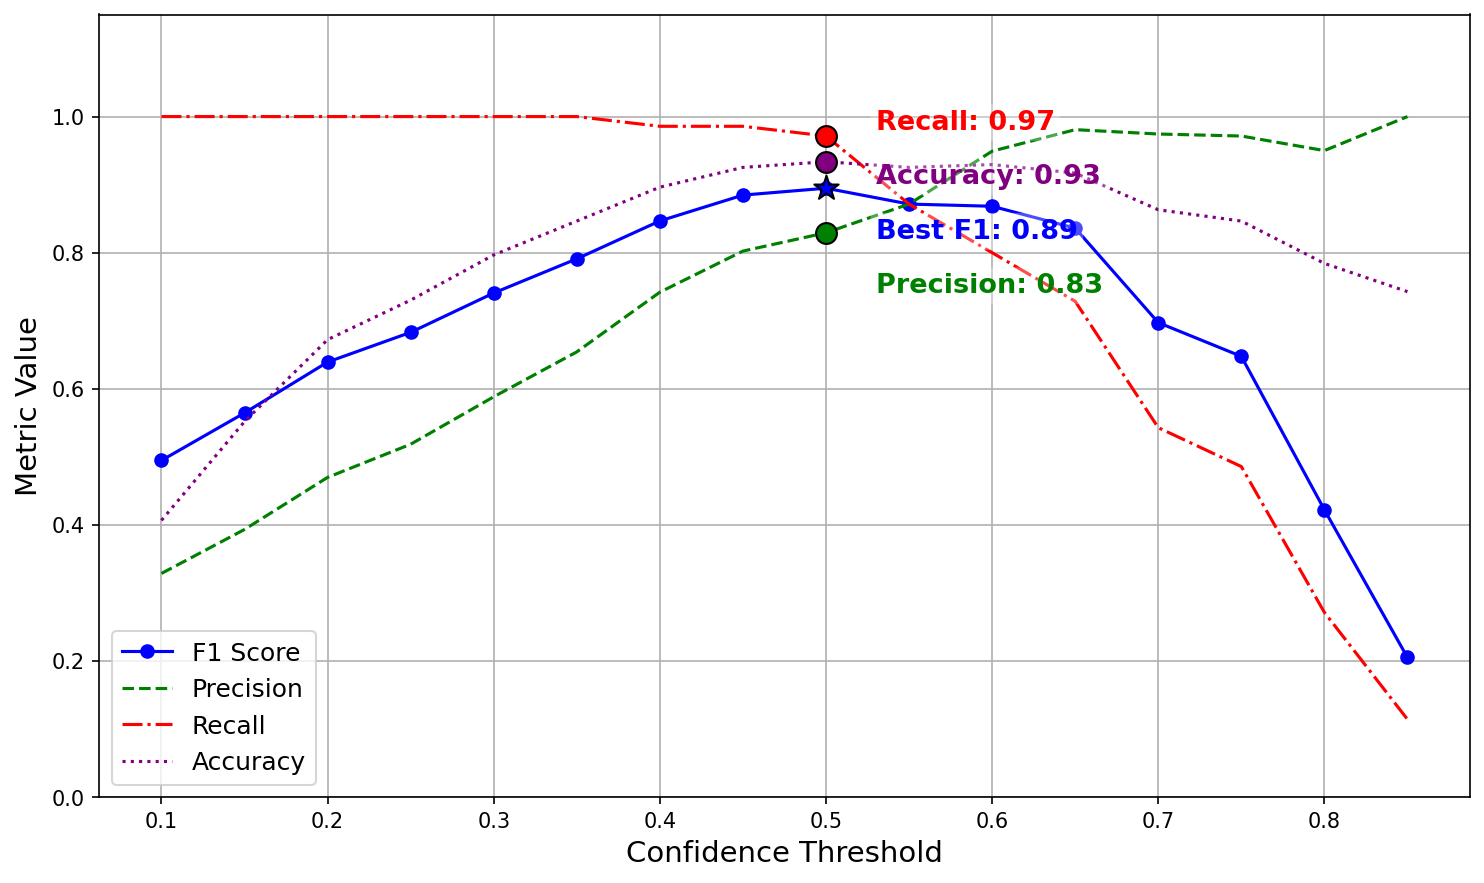 1.0
0.8
0.6
0.4
0.2
0.0
Metric Value
Recall: 0.97
Accuracy: 0.93
Best F1: 0.89
Precision: 0.83
F1 Score
Precision
Recall
Accuracy
0.1 0.2 0.3 0.4 0.5 0.6 0.7 0.8
Confidence Threshold